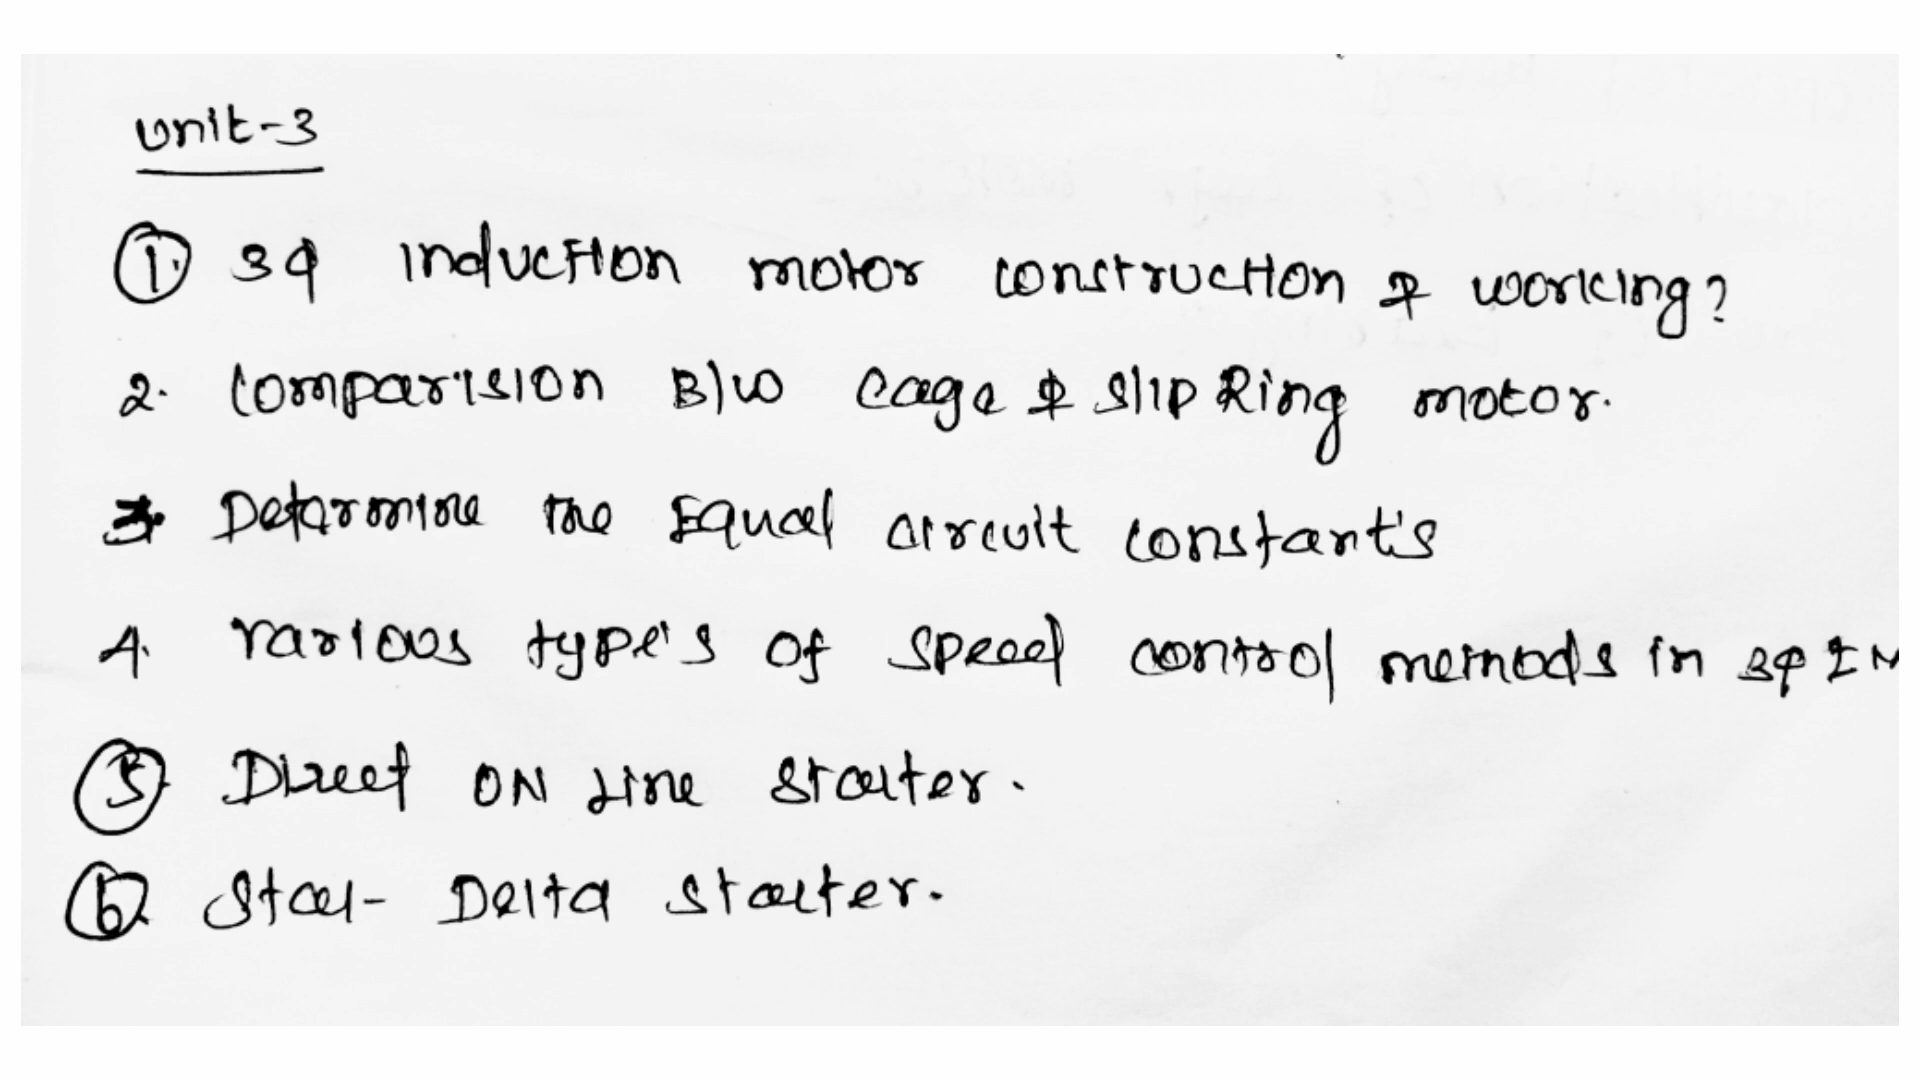 Unit-3
1. 3φ induction motor construction & working?
2. Comparision B/w cage & slip Ring motor.
3. Determine the Equal circuit constant's
4. Various type's of speed control methods in 3φ IM
5. Direct ON Line starter.
6. Star- Delta starter.